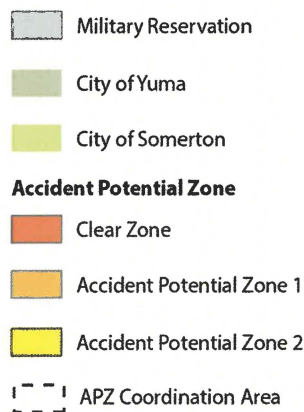 Military Reservation
City of Yuma
City of Somerton
Accident Potential Zone
Clear Zone
Accident Potential Zone 1
Accident Potential Zone 2
APZ Coordination Area